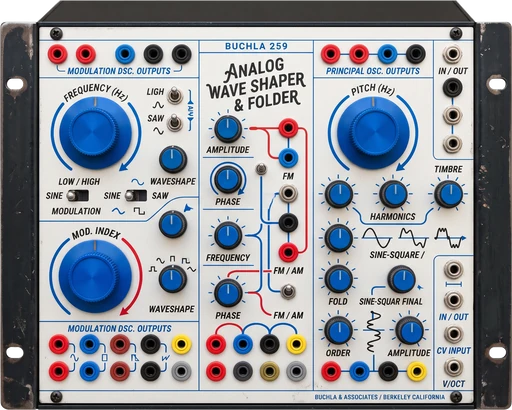 BUCHLA 259
ANALOG
WAVE SHAPER
& FOLDER
MODULATION DSC. OUTPUTS
FREQUENCY (Hz)
LIGH
SAW
LOW / HIGH
SINE
SINE
SAW
MODULATION
WAVESHAPE
MOD. INDEX
WAVESHAPE
MODULATION DSC. OUTPUTS
AMPLITUDE
FM
PHASE
FREQUENCY
FM / AM
PHASE
FM / AM
PRINCIPAL OSC. OUTPUTS
IN / OUT
PITCH (Hz)
TIMBRE
HARMONICS
SINE-SQUARE /
FOLD
SINE-SQUAR FINAL
IN / OUT
ORDER
AMPLITUDE
CV INPUT
V/OCT
BUCHLA & ASSOCIATES / BERKELEY CALIFORNIA